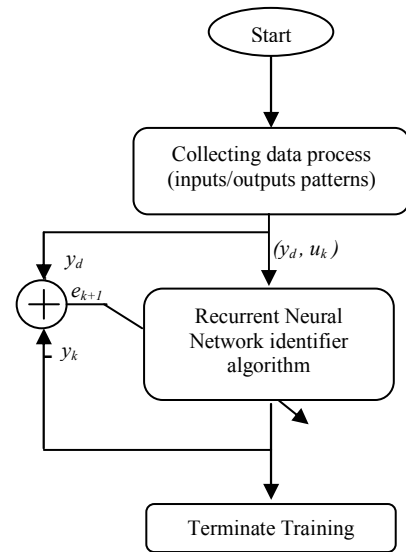 Start
Collecting data process
(inputs/outputs patterns)
(y_d, u_k)
y_d
e_{k+1}
+
- y_k
Recurrent Neural
Network identifier
algorithm
Terminate Training